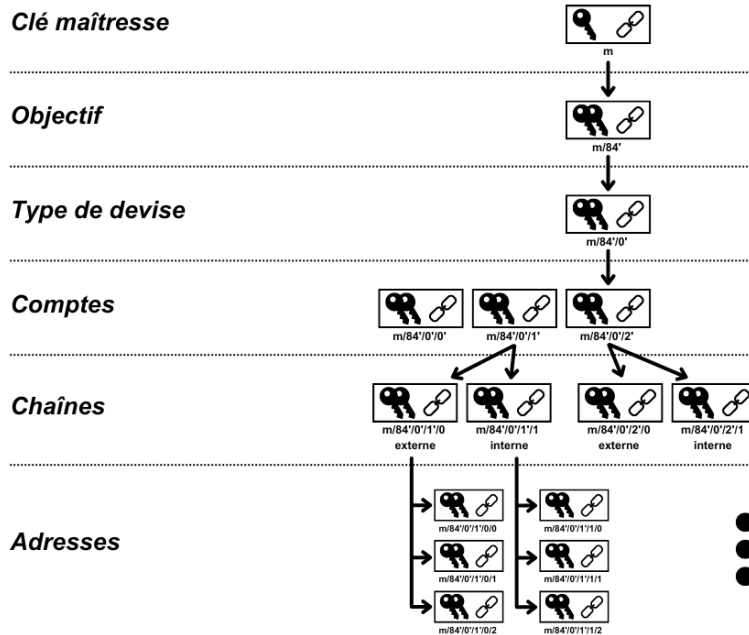 Clé maîtresse
m
Objectif
m/84'
Type de devise
m/84'/0'
Comptes
m/84'/0'/0' m/84'/0'/1' m/84'/0'/2'
Chaînes
m/84'/0'/1'/0 m/84'/0'/1'/1 m/84'/0'/2'/0 m/84'/0'/2'/1
externe interne externe interne
Adresses
m/84'/0'/1'/0/0 m/84'/0'/1'/1/0
m/84'/0'/1'/0/1 m/84'/0'/1'/1/1
m/84'/0'/1'/0/2 m/84'/0'/1'/1/2